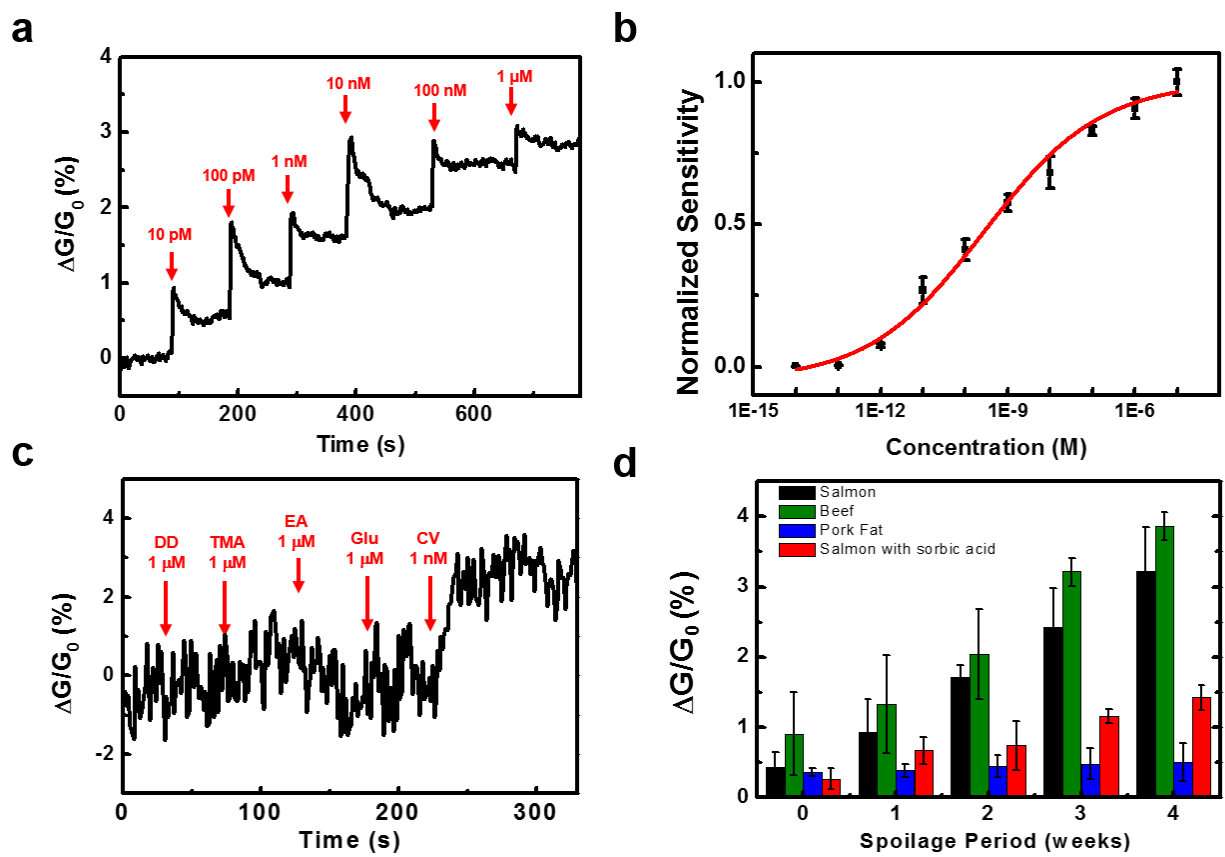 a
4
3
2
1
0
ΔG/G0 (%)
10 pM
100 pM
1 nM
10 nM
100 nM
1 µM
0
200
400
600
Time (s)
b
1.0
0.5
0.0
Normalized Sensitivity
1E-15
1E-12
1E-9
1E-6
Concentration (M)
c
4
2
0
-2
ΔG/G0 (%)
DD
1 µM
TMA
1 µM
EA
1 µM
Glu
1 µM
CV
1 nM
0
100
200
300
Time (s)
d
Salmon
Beef
Pork Fat
Salmon with sorbic acid
4
3
2
1
0
ΔG/G0 (%)
0
1
2
3
4
Spoilage Period (weeks)